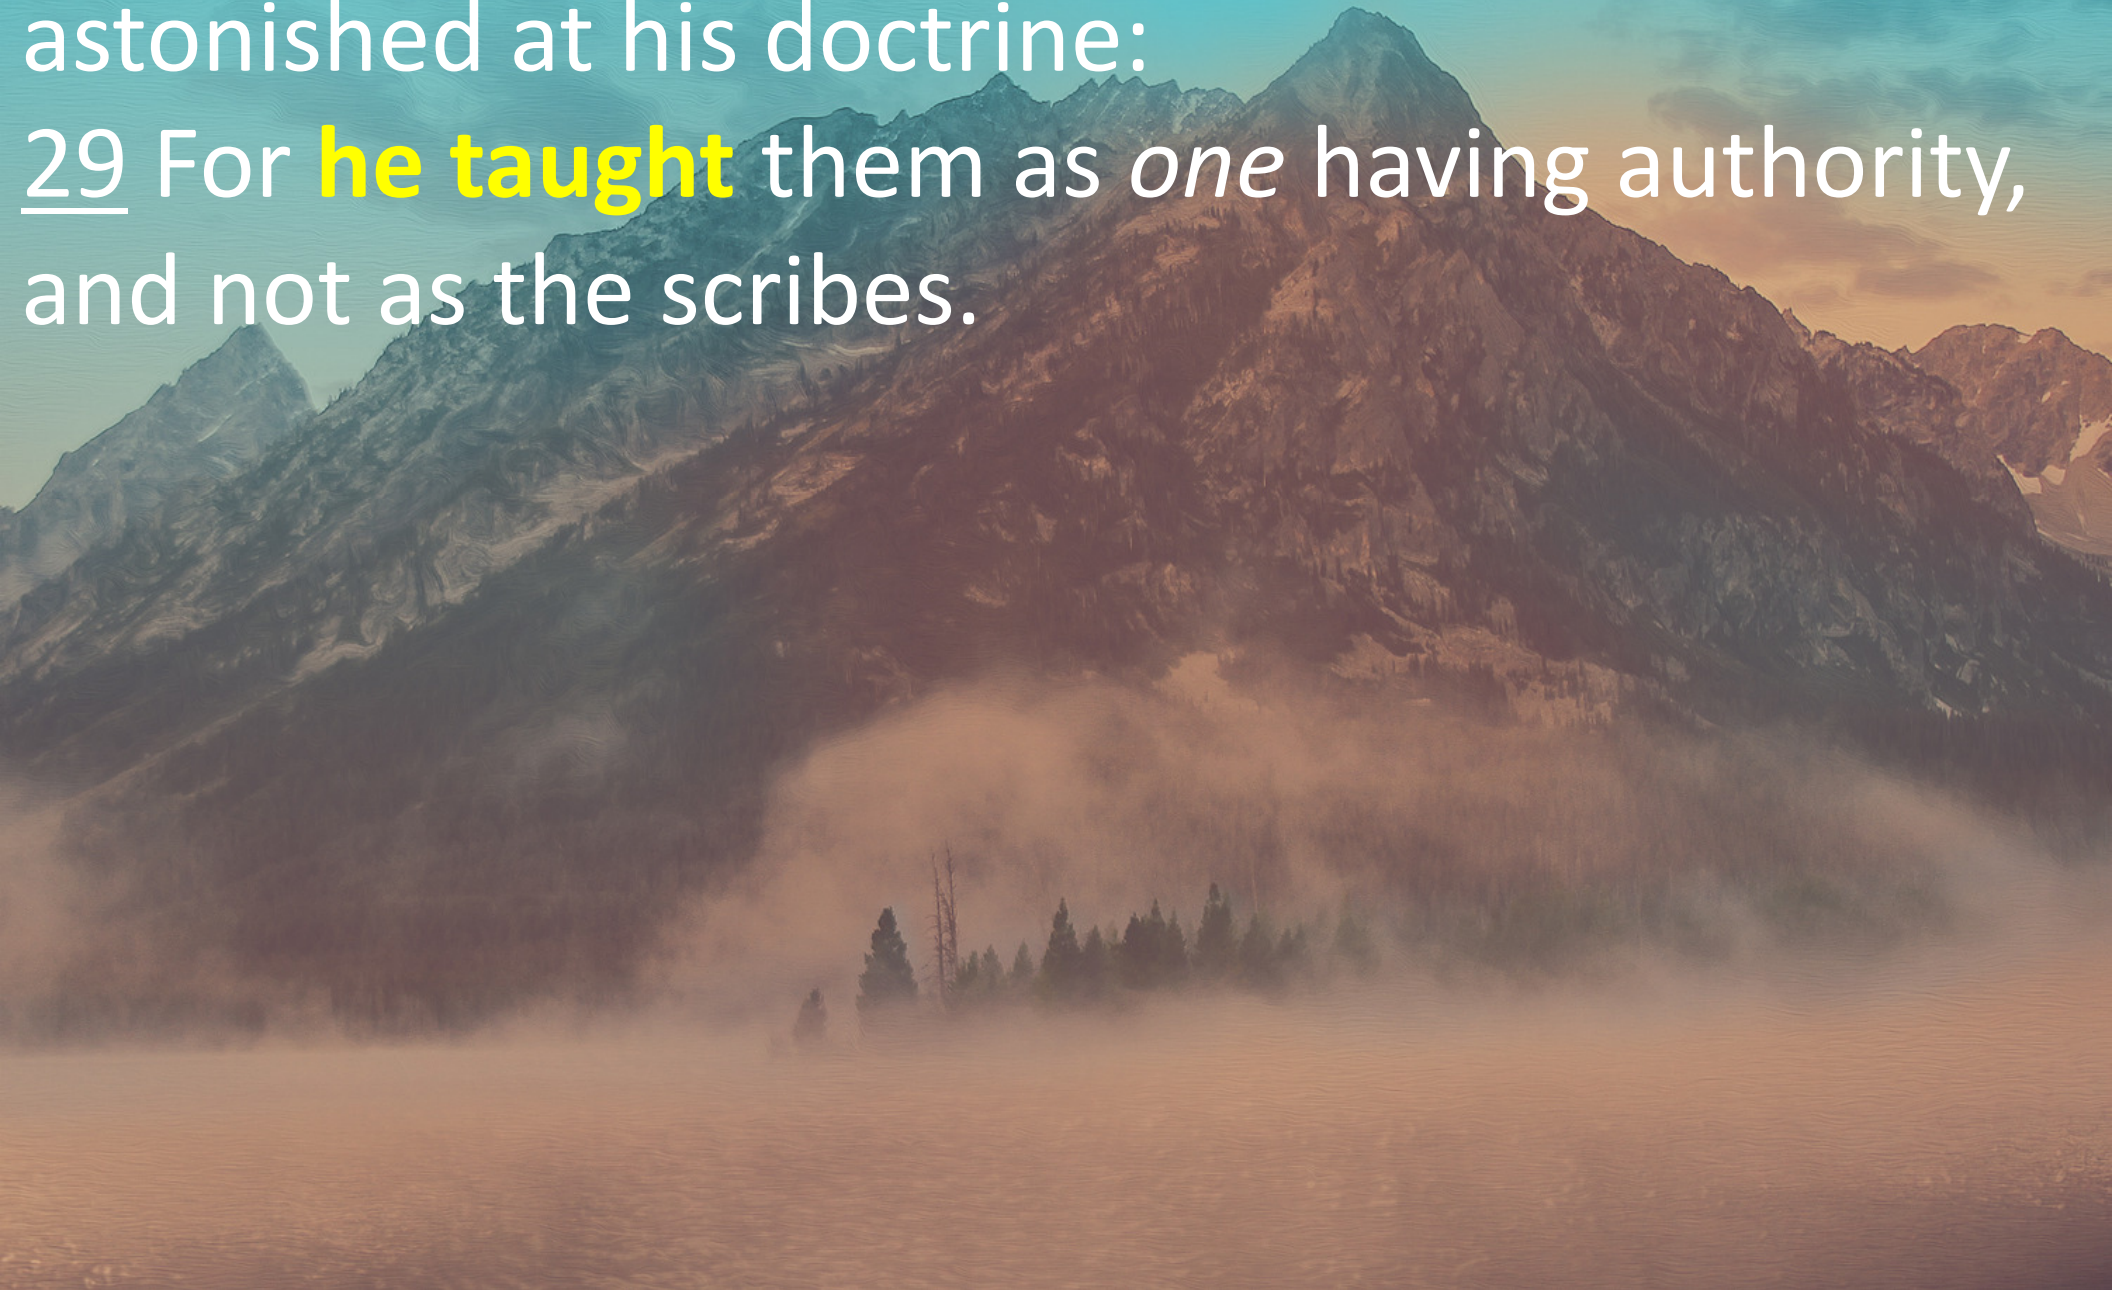 astonished at his doctrine:
29 For he taught them as one having authority,
and not as the scribes.